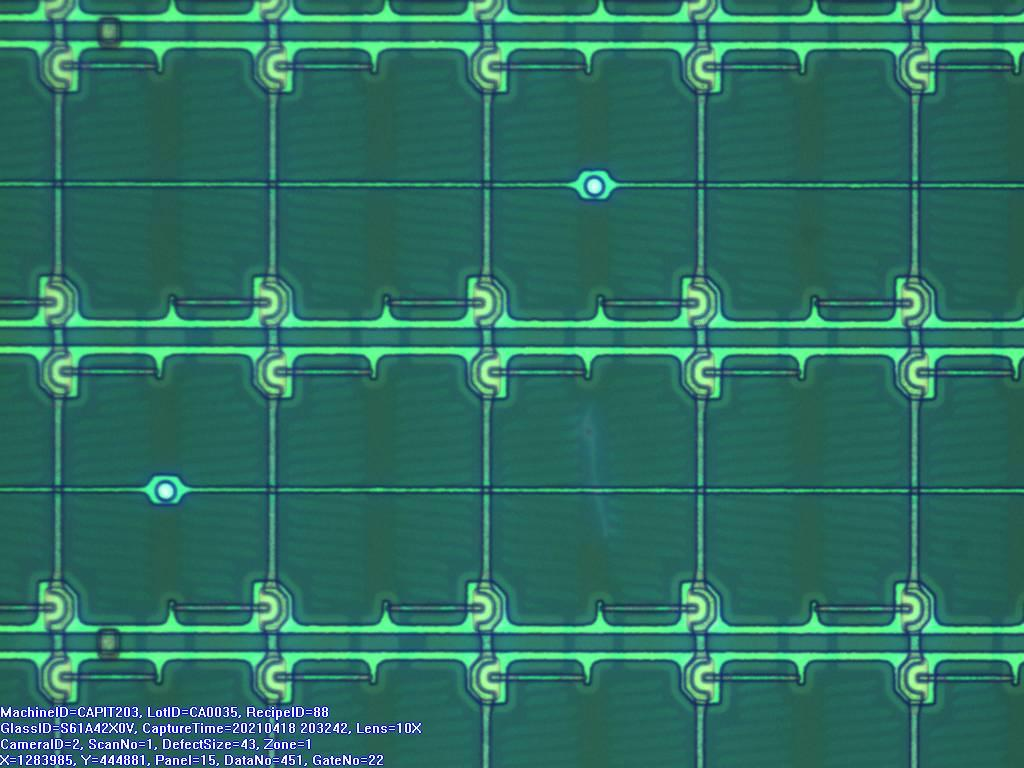 MachineID=CAPIT203, LotID=CA0035, RecipeID=88
GlassID=S61A42X0V, CaptureTime=20210418 203242, Lens=10X
CameraID=2, ScanNo=1, DefectSize=43, Zone=1
X=1283985, Y=444881, Panel=15, DataNo=451, GateNo=22